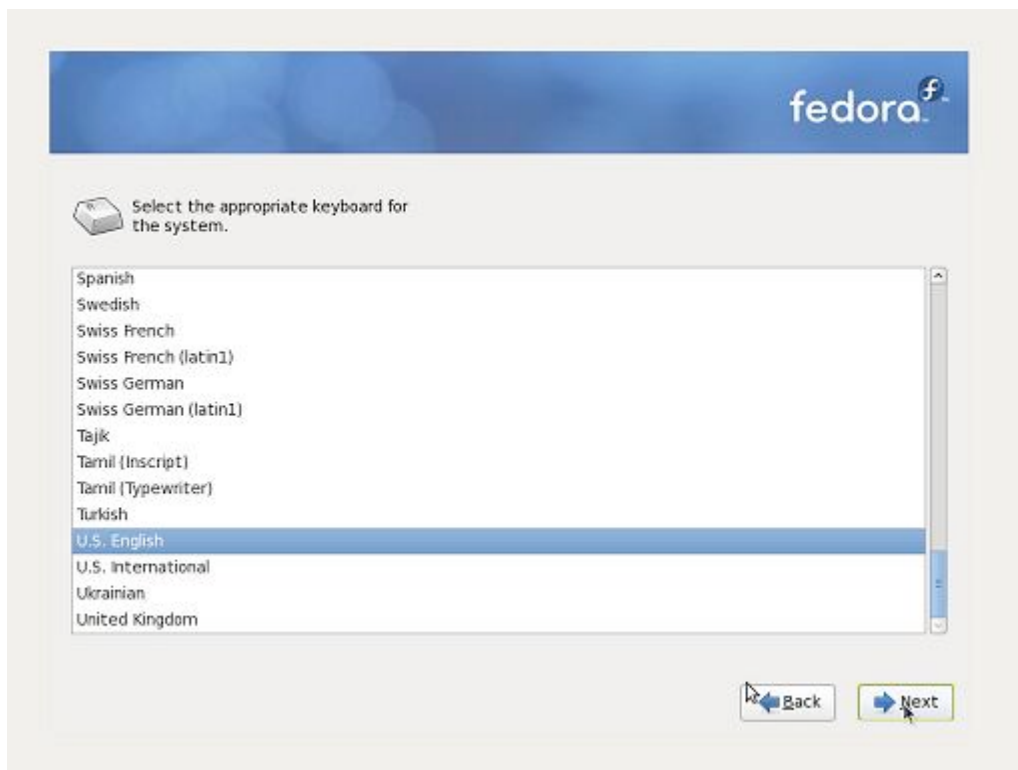 fedora
Select the appropriate keyboard for
the system.
Spanish
Swedish
Swiss French
Swiss French (latin1)
Swiss German
Swiss German (latin1)
Tajik
Tamil (Inscript)
Tamil (Typewriter)
Turkish
U.S. English
U.S. International
Ukrainian
United Kingdom
Back
Next